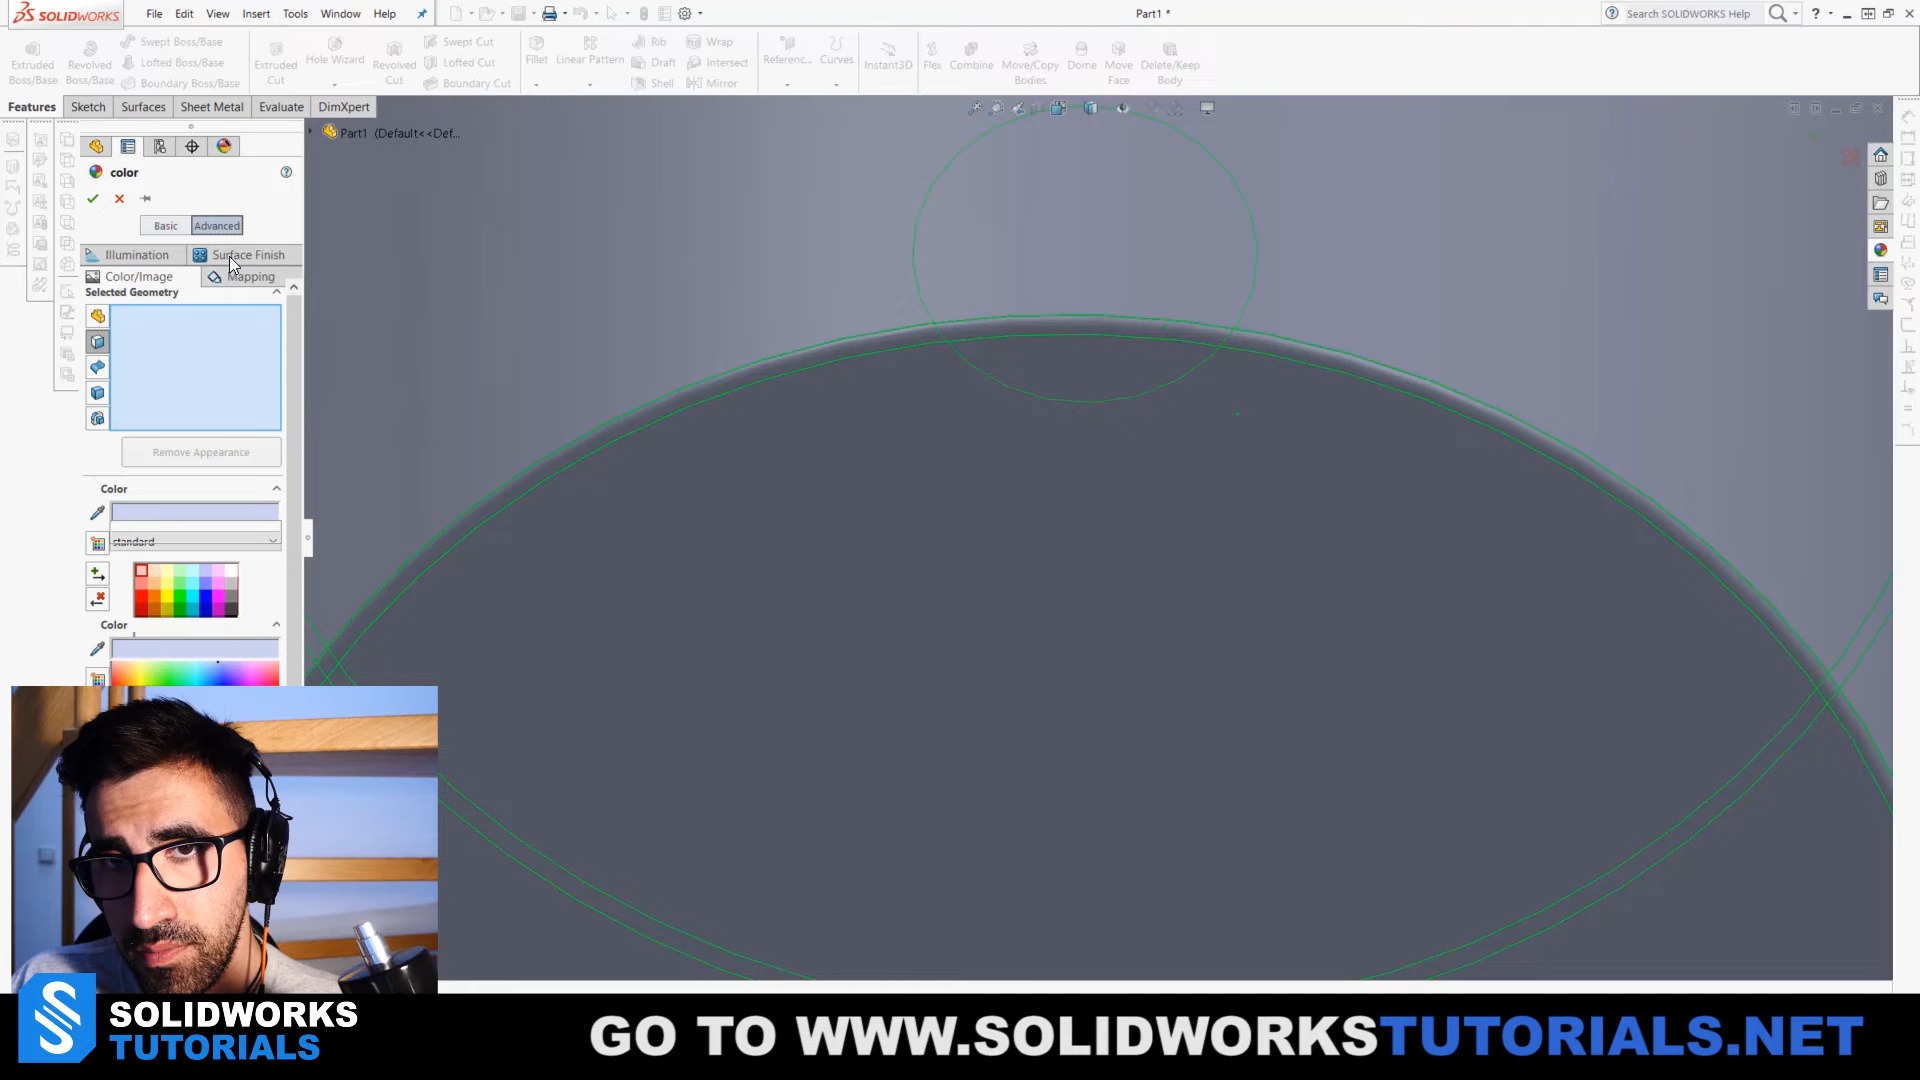 SOLIDWORKS
File Edit View Insert Tools Window Help
Part1 *
Search SOLIDWORKS Help
Extruded Boss/Base
Revolved Boss/Base
Swept Boss/Base
Lofted Boss/Base
Boundary Boss/Base
Extruded Cut
Hole Wizard
Revolved Cut
Swept Cut
Lofted Cut
Boundary Cut
Fillet
Linear Pattern
Rib
Draft
Shell
Wrap
Intersect
Mirror
Referenc...
Curves
Instant3D
Flex
Combine
Move/Copy Bodies
Dome
Move Face
Delete/Keep Body
Features Sketch Surfaces Sheet Metal Evaluate DimXpert
Part1 (Default<<Def...
color
Basic Advanced
Illumination Surface Finish
Color/Image Mapping
Selected Geometry
Remove Appearance
Color
standard
Color
SOLIDWORKS
TUTORIALS
GO TO WWW.SOLIDWORKSTUTORIALS.NET